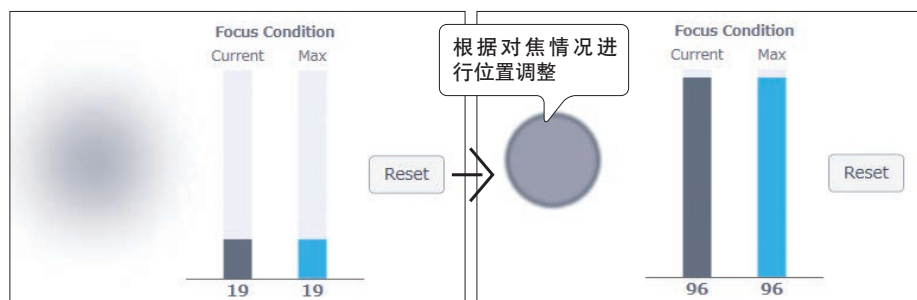 Focus Condition
Current Max
Reset
19 19
根据对焦情况进
行位置调整
Focus Condition
Current Max
Reset
96 96